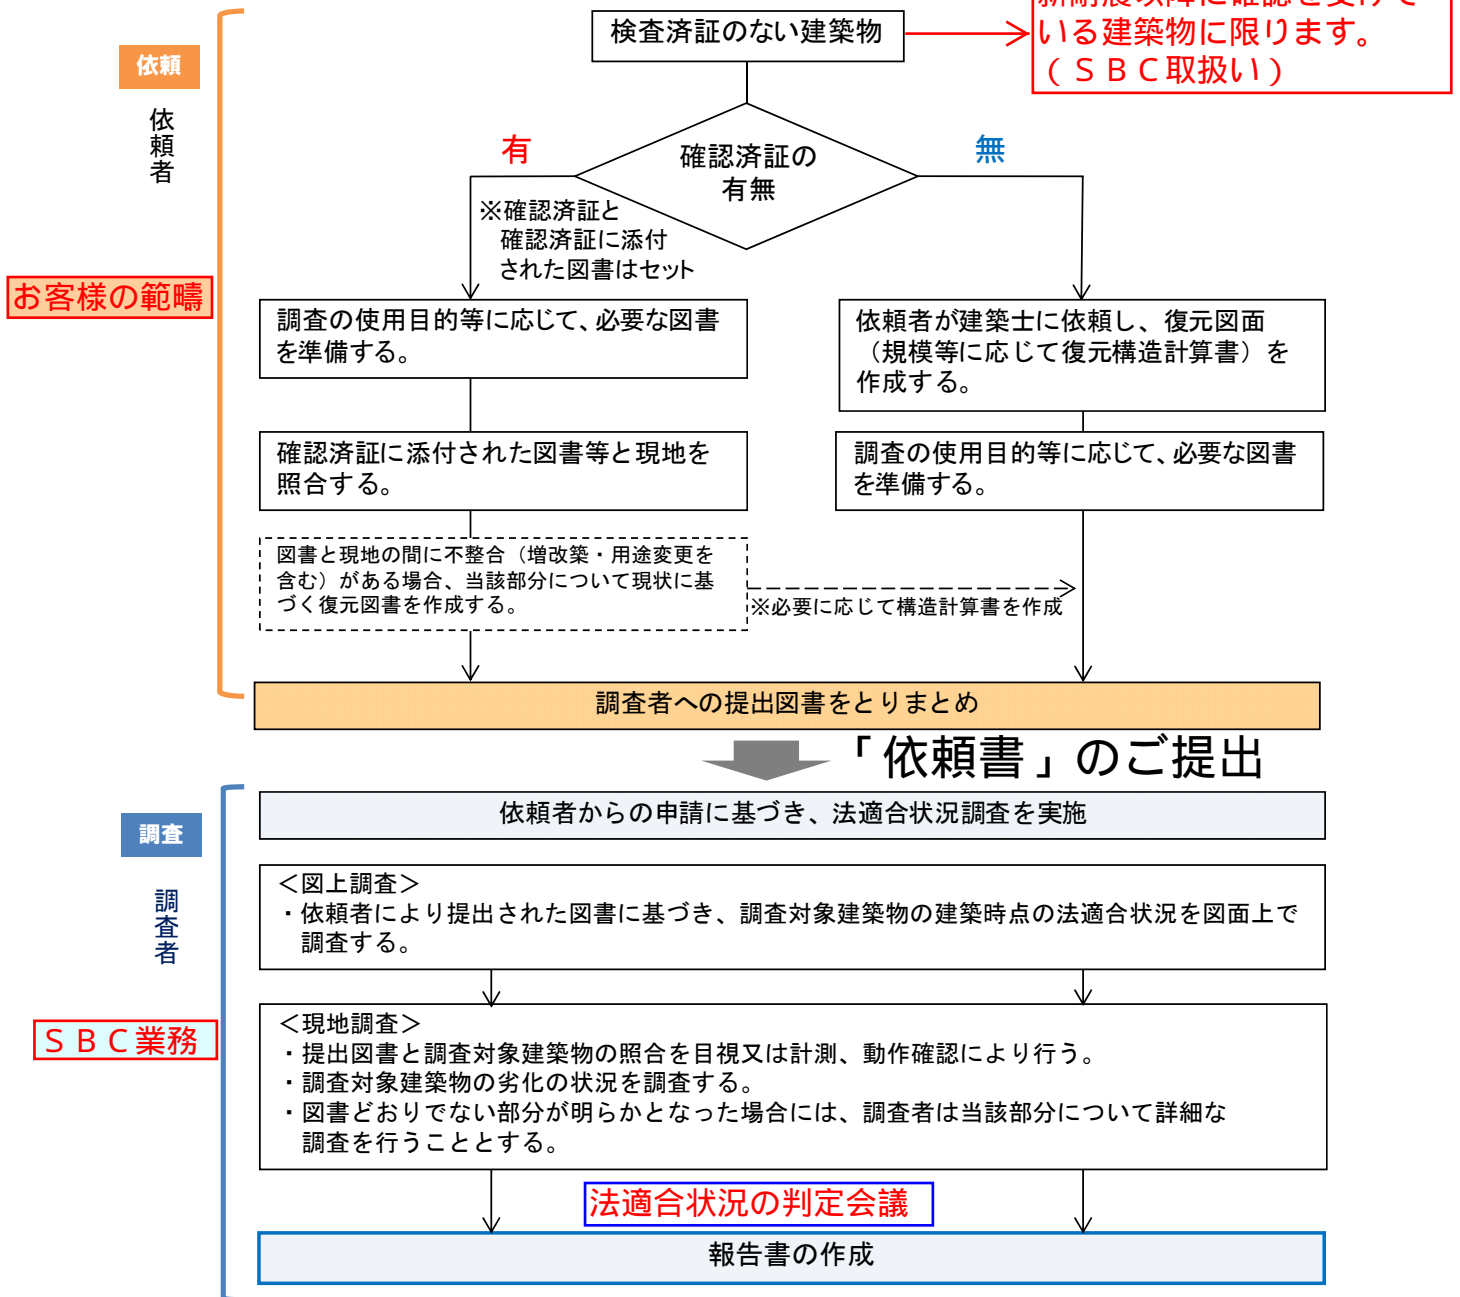 検査済証のない建築物
新耐震以降に確認を受けて
いる建築物に限ります。
（ＳＢＣ取扱い）
依頼
依頼者
お客様の範疇
確認済証の
有無
有
無
※確認済証と
確認済証に添付
された図書はセット
調査の使用目的等に応じて、必要な図書
を準備する。
依頼者が建築士に依頼し、復元図面
（規模等に応じて復元構造計算書）を
作成する。
確認済証に添付された図書等と現地を
照合する。
調査の使用目的等に応じて、必要な図書
を準備する。
図書と現地の間に不整合（増改築・用途変更を
含む）がある場合、当該部分について現状に基
づく復元図書を作成する。
※必要に応じて構造計算書を作成
調査者への提出図書をとりまとめ
「依頼書」のご提出
調査
調査者
ＳＢＣ業務
依頼者からの申請に基づき、法適合状況調査を実施
＜図上調査＞
・依頼者により提出された図書に基づき、調査対象建築物の建築時点の法適合状況を図面上で
調査する。
＜現地調査＞
・提出図書と調査対象建築物の照合を目視又は計測、動作確認により行う。
・調査対象建築物の劣化の状況を調査する。
・図書どおりでない部分が明らかとなった場合には、調査者は当該部分について詳細な
調査を行うこととする。
法適合状況の判定会議
報告書の作成